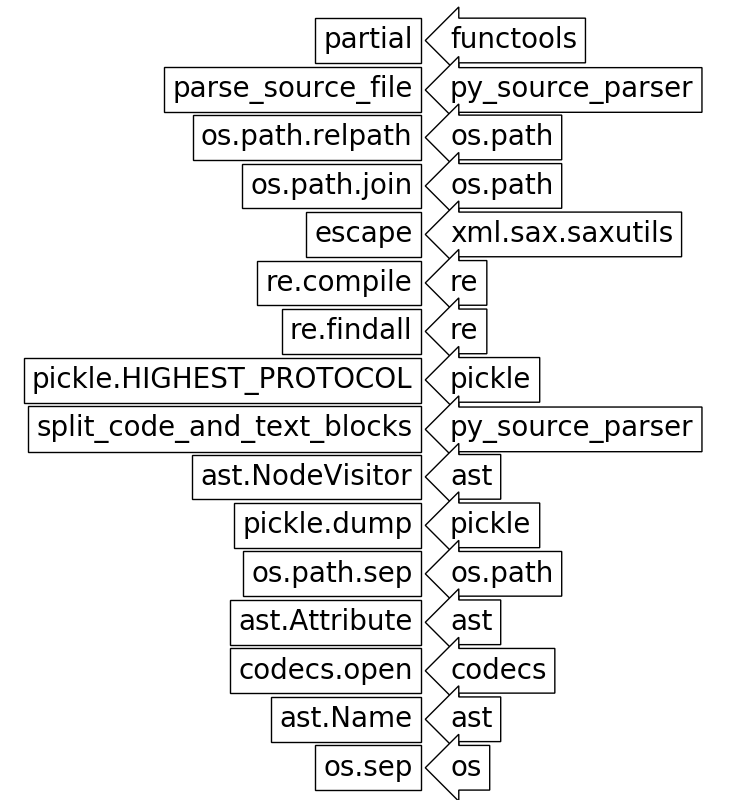 partial functools
parse_source_file py_source_parser
os.path.relpath os.path
os.path.join os.path
escape xml.sax.saxutils
re.compile re
re.findall re
pickle.HIGHEST_PROTOCOL pickle
split_code_and_text_blocks py_source_parser
ast.NodeVisitor ast
pickle.dump pickle
os.path.sep os.path
ast.Attribute ast
codecs.open codecs
ast.Name ast
os.sep os